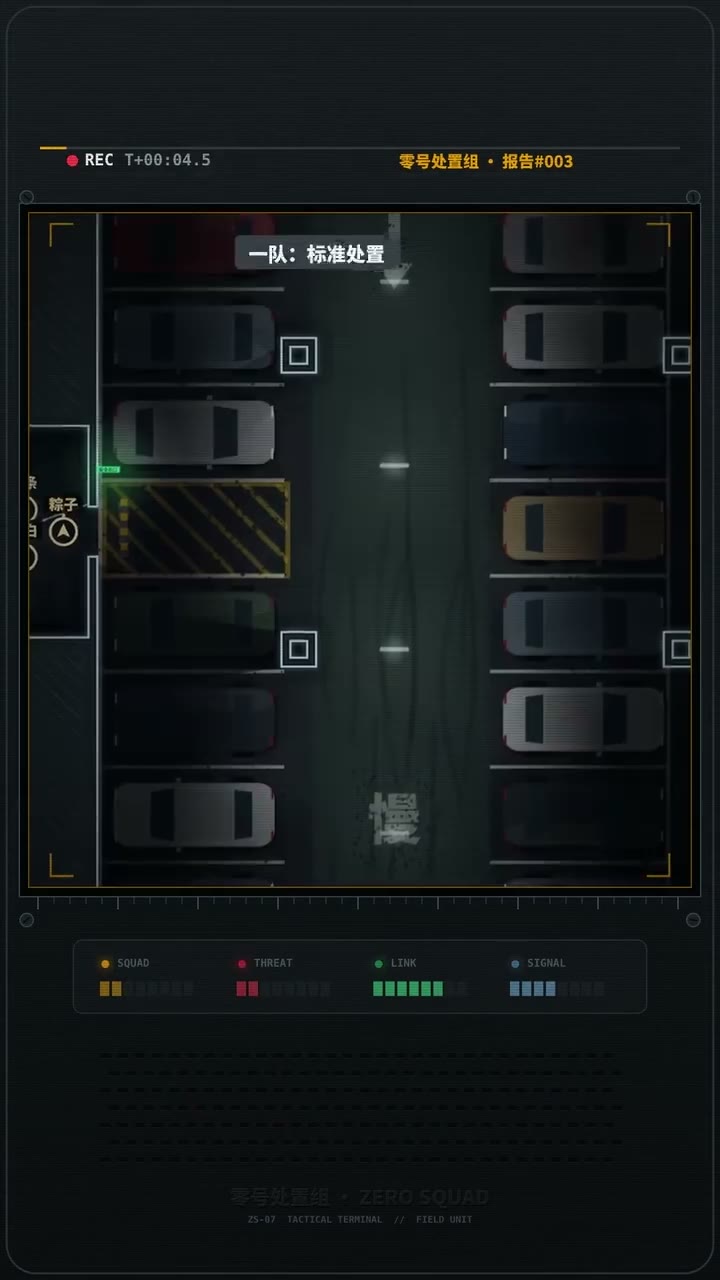 REC T+00:04.5
零号处置组 · 报告#003
一队：标准处置
粽子
慢
SQUAD
THREAT
LINK
SIGNAL
零号处置组 · ZERO SQUAD
ZS-07 TACTICAL TERMINAL // FIELD UNIT